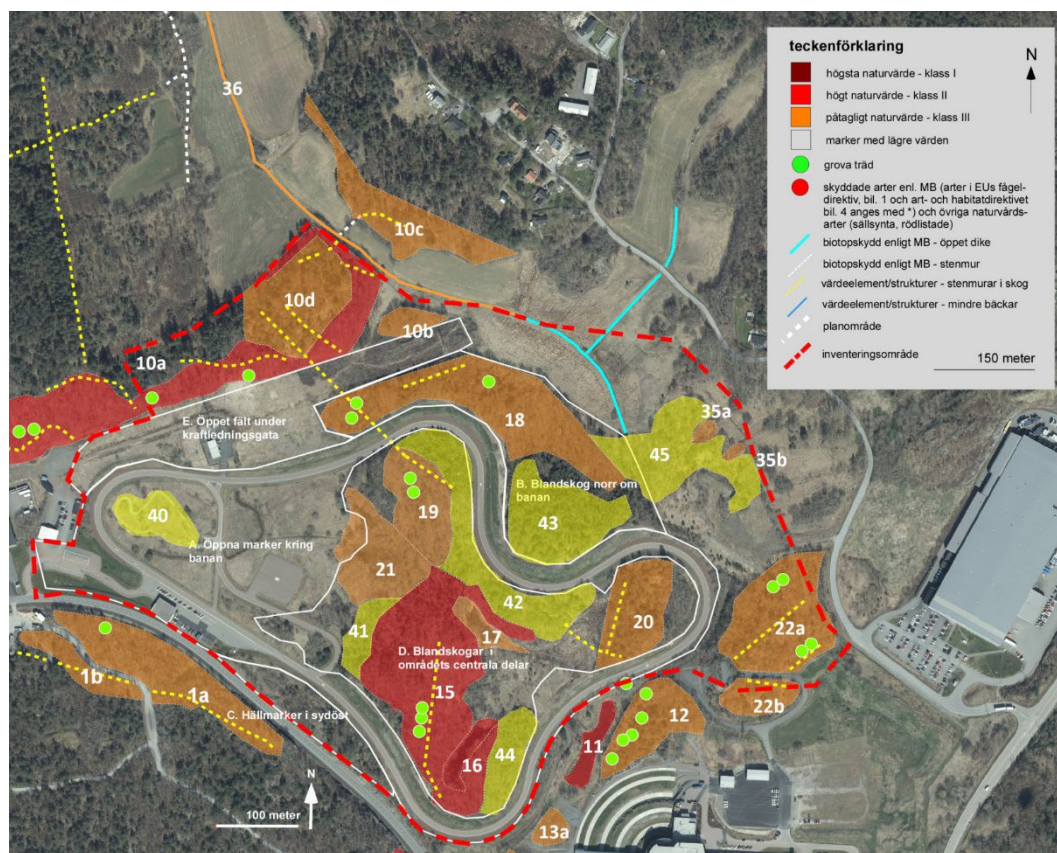 teckenförklaring
N
högsta naturvärde - klass I
högt naturvärde - klass II
påtagligt naturvärde - klass III
marker med lägre värden
grova träd
skyddade arter enl. MB (arter i EUs fågel-
direktiv, bil. 1 och art- och habitatdirektivet
bil. 4 anges med *) och övriga naturvårds-
arter (sällsynta, rödlistade)
biotopskydd enligt MB - öppet dike
biotopskydd enligt MB - stenmur
värdeelement/strukturer - stenmurar i skog
värdeelement/strukturer - mindre bäckar
planområde
inventeringsområde
150 meter
36
10c
10d
10b
10a
E. Öppet fält under
kraftledningsgata
18
35a
45
35b
B. Blandskog norr om
banan
43
19
40
A. Öppna marker kring
banan
21
42
41
17
20
22a
D. Blandskogar i
områdets centrala delar
15
1b
1a
C. Hällmarker i sydöst
22b
12
11
44
16
N
100 meter
13a